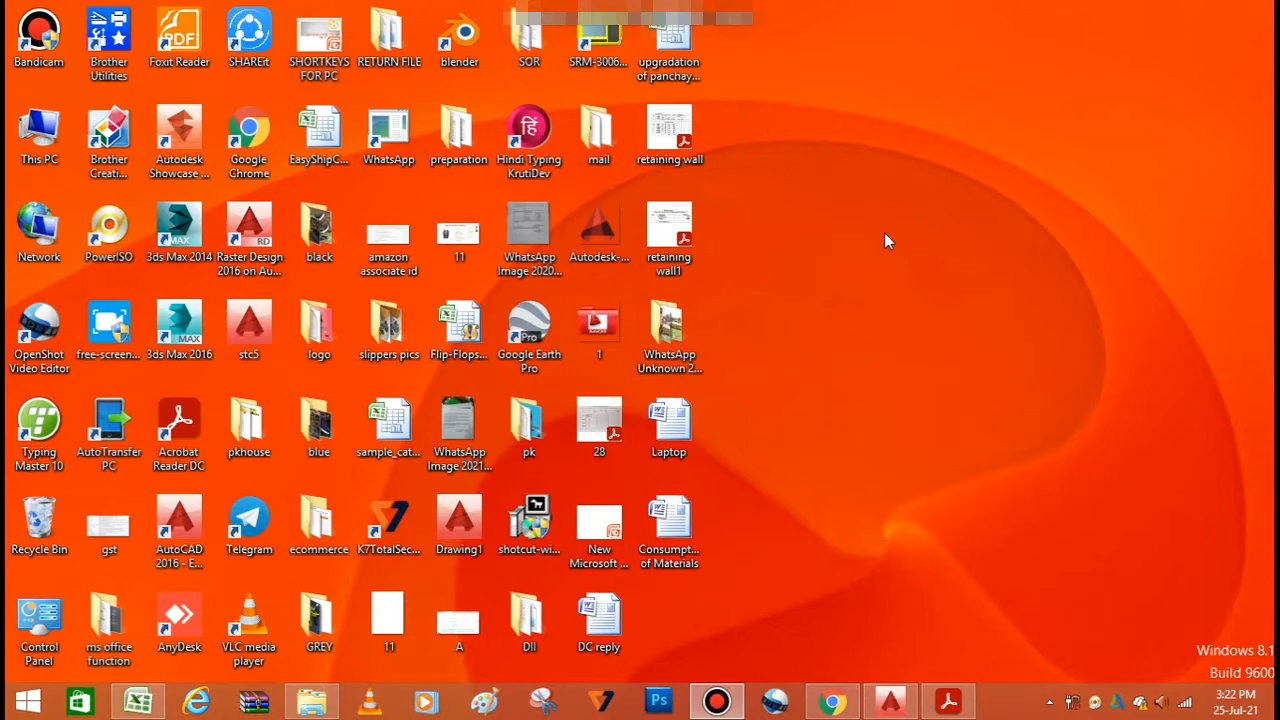 Bandicam
Brother
Utilities
Foxit Reader
SHAREit
SHORTKEYS
FOR PC
RETURN FILE
blender
SOR
SRM-3006...
upgradation
of panchay...
This PC
Brother
Creati...
Autodesk
Showcase ...
Google
Chrome
EasyShipC...
WhatsApp
preparation
हिं
Hindi Typing
KrutiDev
mail
retaining wall
Network
PowerISO
3ds Max 2014
Raster Design
2016 on Au...
black
amazon
associate id
11
WhatsApp
Image 2020...
Autodesk-...
retaining
wall1
OpenShot
Video Editor
free-screen...
3ds Max 2016
stc5
logo
slippers pics
Flip-Flops...
Pro
Google Earth
Pro
1
WhatsApp
Unknown 2...
Typing
Master 10
AutoTransfer
PC
Acrobat
Reader DC
pkhouse
blue
sample_cat...
WhatsApp
Image 2021...
pk
28
Laptop
Recycle Bin
gst
AutoCAD
2016 - E...
Telegram
ecommerce
K7TotalSec...
Drawing1
shotcut-wi...
New
Microsoft ...
Consumpt...
of Materials
Control
Panel
ms office
function
AnyDesk
VLC media
player
GREY
11
A
Dll
DC reply
Windows 8.1
Build 9600
Ps
3:22 PM
25-Jul-21